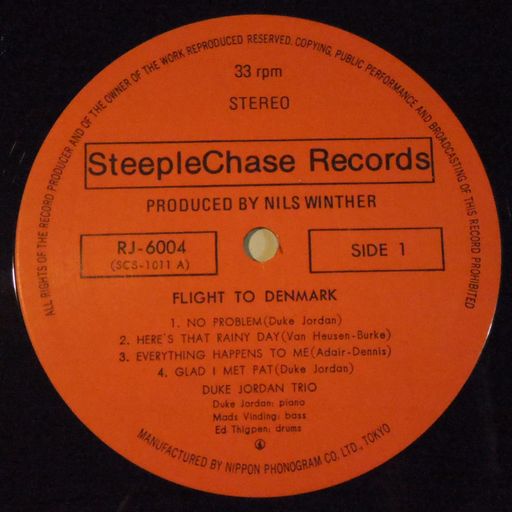 ALL RIGHTS OF THE RECORD PRODUCER AND OF THE OWNER OF THE WORK REPRODUCED RESERVED. COPYING, PUBLIC PERFORMANCE AND BROADCASTING OF THIS RECORD PROHIBITED
33 rpm
STEREO
SteepleChase Records
PRODUCED BY NILS WINTHER
RJ-6004
(SCS-1011 A)
SIDE 1
FLIGHT TO DENMARK
1. NO PROBLEM(Duke Jordan)
2. HERE'S THAT RAINY DAY(Van Heusen-Burke)
3. EVERYTHING HAPPENS TO ME(Adair-Dennis)
4. GLAD I MET PAT(Duke Jordan)
DUKE JORDAN TRIO
Duke Jordan: piano
Mads Vinding: bass
Ed Thigpen: drums
MANUFACTURED BY NIPPON PHONOGRAM CO., LTD., TOKYO